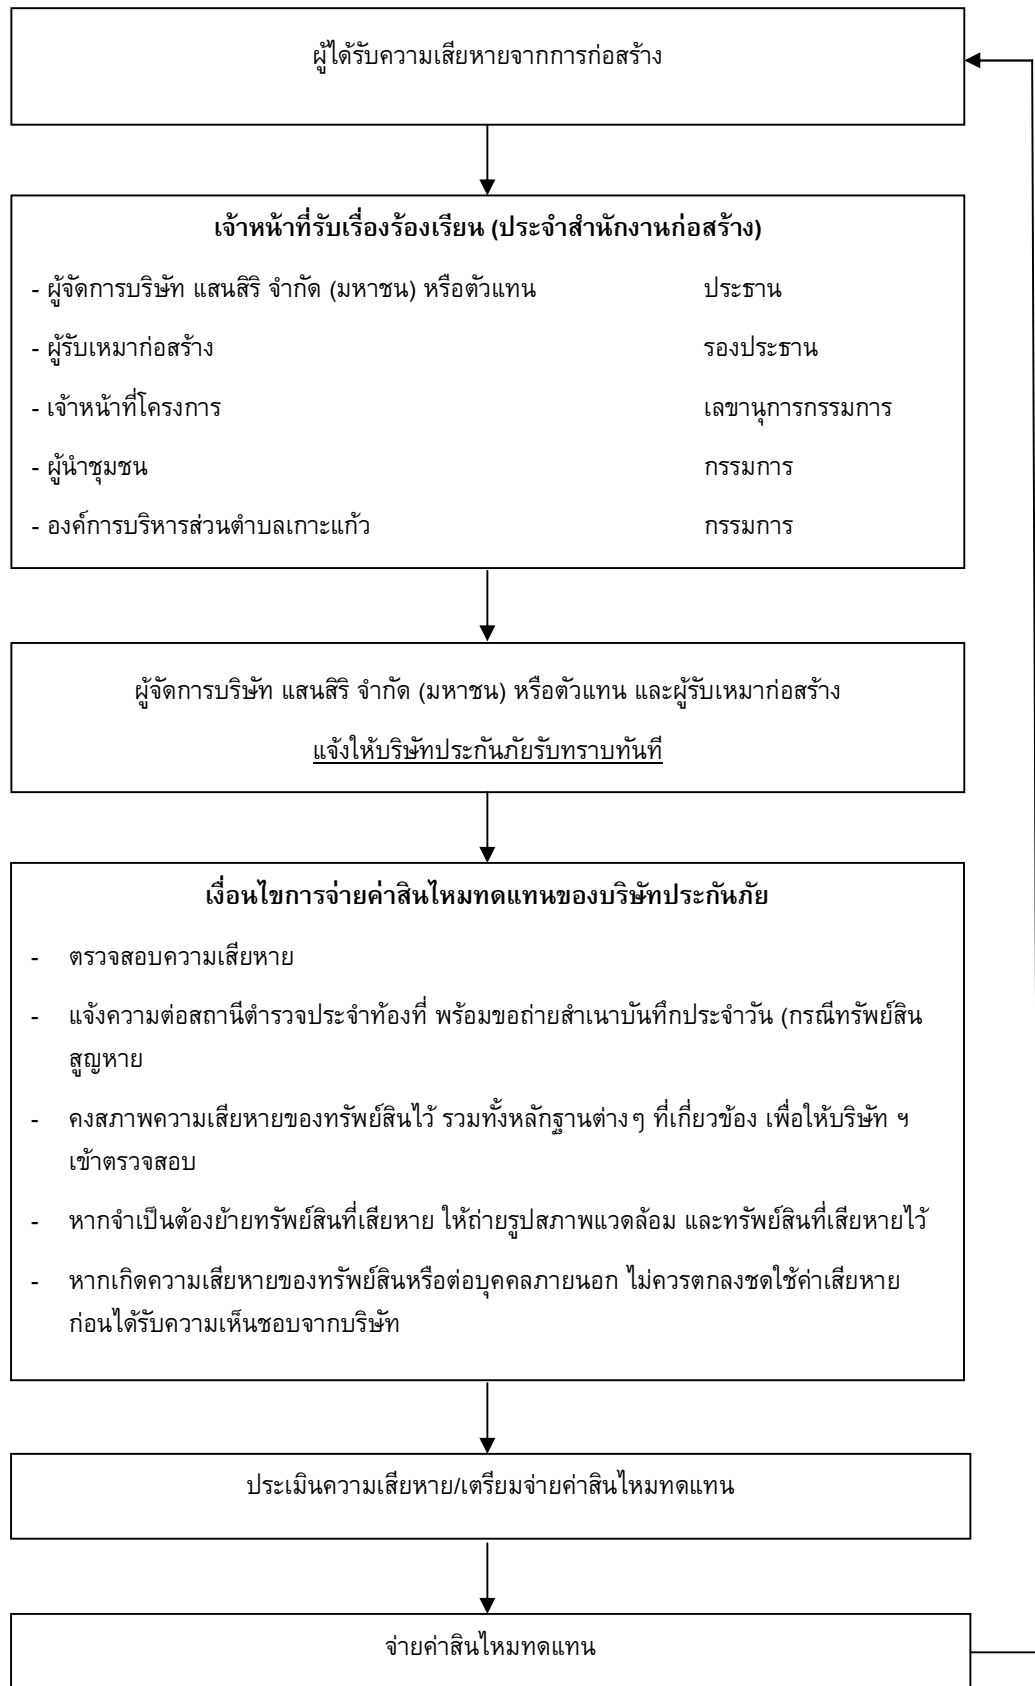 ผู้ได้รับความเสียหายจากการก่อสร้าง
เจ้าหน้าที่รับเรื่องร้องเรียน (ประจำสำนักงานก่อสร้าง)
- ผู้จัดการบริษัท แสนสิริ จำกัด (มหาชน) หรือตัวแทน ประธาน
- ผู้รับเหมาก่อสร้าง รองประธาน
- เจ้าหน้าที่โครงการ เลขานุการกรรมการ
- ผู้นำชุมชน กรรมการ
- องค์การบริหารส่วนตำบลเกาะแก้ว กรรมการ
ผู้จัดการบริษัท แสนสิริ จำกัด (มหาชน) หรือตัวแทน และผู้รับเหมาก่อสร้าง
แจ้งให้บริษัทประกันภัยรับทราบทันที
เงื่อนไขการจ่ายค่าสินไหมทดแทนของบริษัทประกันภัย
- ตรวจสอบความเสียหาย
- แจ้งความต่อสถานีตำรวจประจำท้องที่ พร้อมขอถ่ายสำเนาบันทึกประจำวัน (กรณีทรัพย์สิน
สูญหาย
- คงสภาพความเสียหายของทรัพย์สินไว้ รวมทั้งหลักฐานต่างๆ ที่เกี่ยวข้อง เพื่อให้บริษัท ฯ
เข้าตรวจสอบ
- หากจำเป็นต้องย้ายทรัพย์สินที่เสียหาย ให้ถ่ายรูปสภาพแวดล้อม และทรัพย์สินที่เสียหายไว้
- หากเกิดความเสียหายของทรัพย์สินหรือต่อบุคคลภายนอก ไม่ควรตกลงชดใช้ค่าเสียหาย
ก่อนได้รับความเห็นชอบจากบริษัท
ประเมินความเสียหาย/เตรียมจ่ายค่าสินไหมทดแทน
จ่ายค่าสินไหมทดแทน